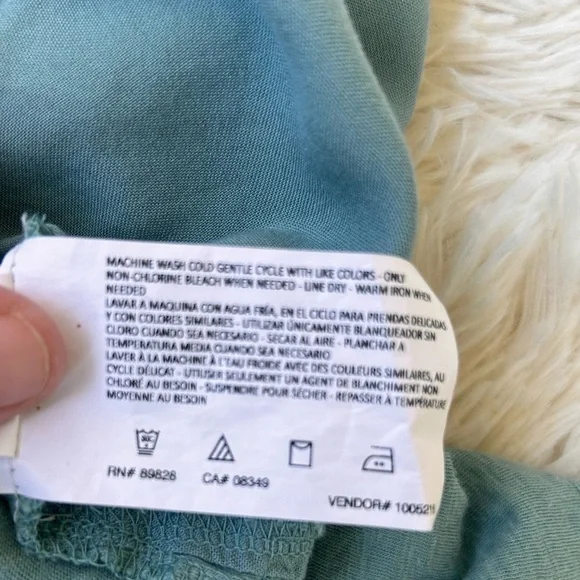 MACHINE WASH COLD GENTLE CYCLE WITH LIKE COLORS - ONLY
NON-CHLORINE BLEACH WHEN NEEDED - LINE DRY - WARM IRON WHEN
NEEDED
LAVAR A MAQUINA CON AGUA FRÍA, EN EL CICLO PARA PRENDAS DELICADAS
Y CON COLORES SIMILARES - UTILIZAR ÚNICAMENTE BLANQUEADOR SIN
CLORO CUANDO SEA NECESARIO - SECAR AL AIRE - PLANCHAR A
TEMPERATURA MEDIA CUANDO SEA NECESARIO
LAVER À LA MACHINE À L'EAU FROIDE AVEC DES COULEURS SIMILAIRES, AU
CYCLE DÉLICAT - UTILISER SEULEMENT UN AGENT DE BLANCHIMENT NON
CHLORÉ AU BESOIN - SUSPENDRE POUR SÉCHER - REPASSER À TEMPÉRATURE
MOYENNE AU BESOIN
RN# 89826 CA# 08349 VENDOR#